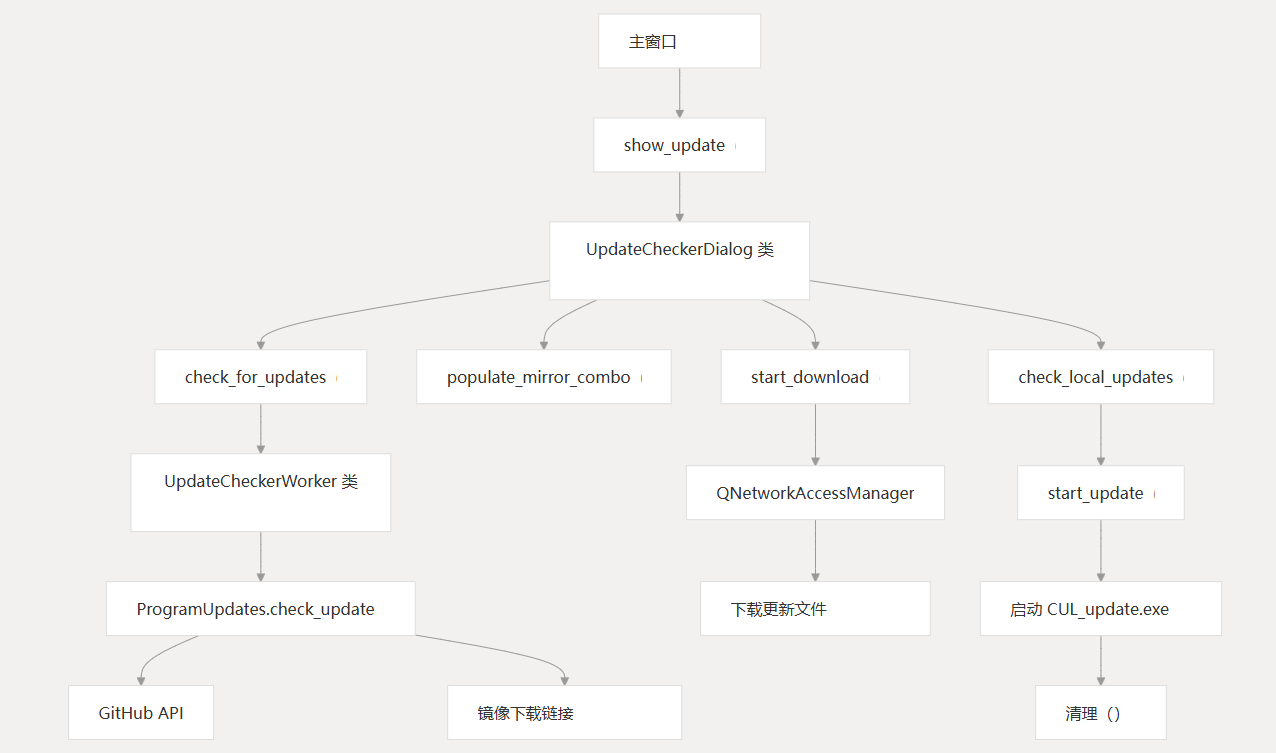 主窗口
show_update (
UpdateCheckerDialog 类
check_for_updates (
populate_mirror_combo (
start_download
check_local_updates (
UpdateCheckerWorker 类
QNetworkAccessManager
start_update (
ProgramUpdates.check_update
下载更新文件
启动 CUL_update.exe
GitHub API
镜像下载链接
清理（）